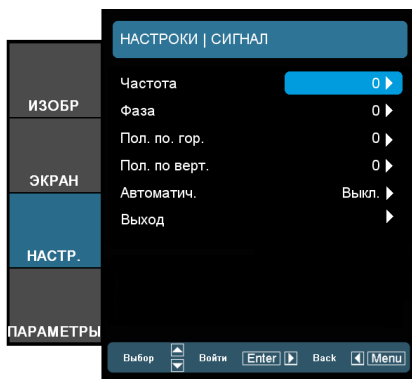 НАСТРОКИ | СИГНАЛ
Частота 0
Фаза 0
Пол. по. гор. 0
Пол. по верт. 0
Автоматич. Выкл.
Выход
ИЗОБР
ЭКРАН
НАСТР.
ПАРАМЕТРЫ
Выбор Войти Enter Back Menu